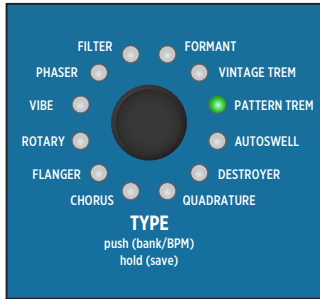 FILTER
FORMANT
PHASER
VINTAGE TREM
VIBE
PATTERN TREM
ROTARY
AUTOSWELL
FLANGER
DESTROYER
CHORUS
QUADRATURE
TYPE
push (bank/BPM)
hold (save)